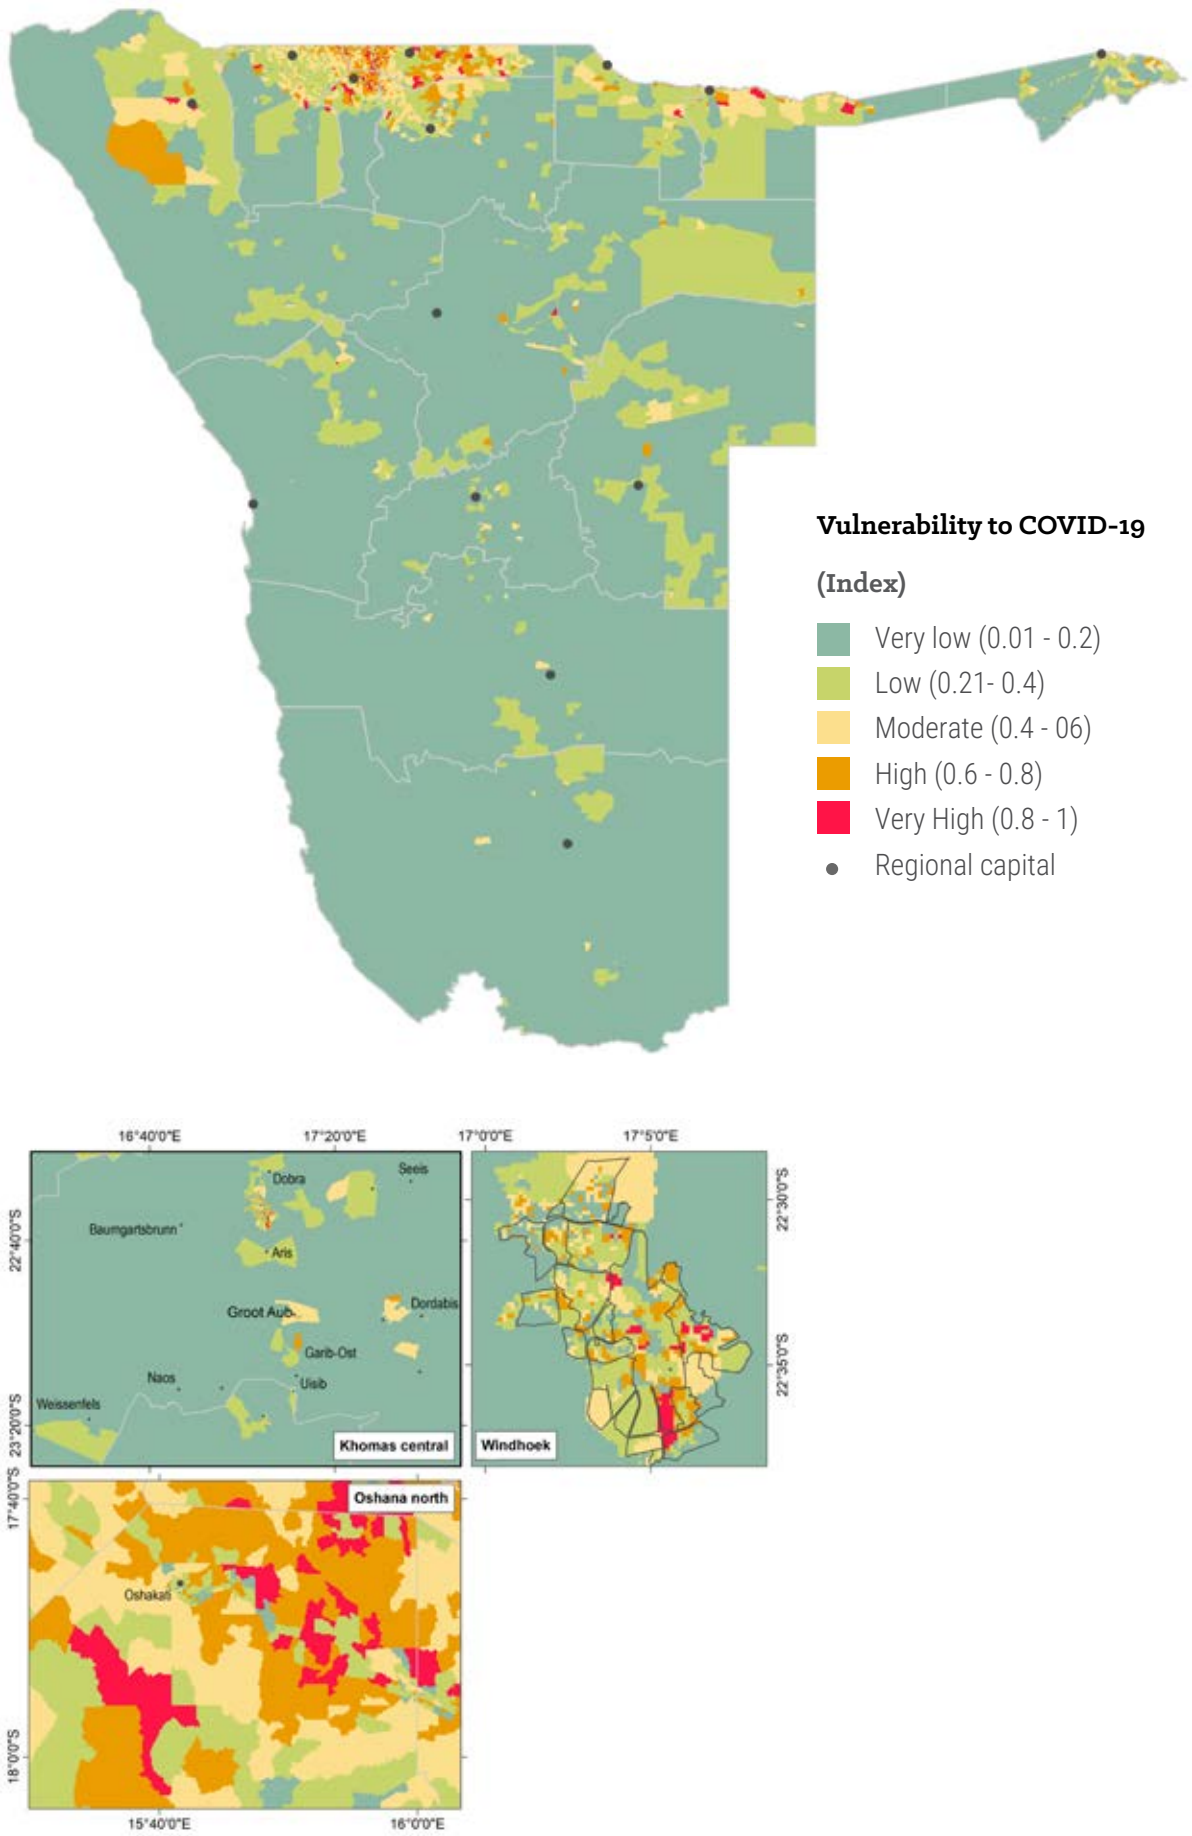 Vulnerability to COVID-19
(Index)
Very low (0.01 - 0.2)
Low (0.21- 0.4)
Moderate (0.4 - 06)
High (0.6 - 0.8)
Very High (0.8 - 1)
Regional capital
16°40'0"E
17°20'0"E
17°0'0"E
17°5'0"E
22°40'0"S
23°20'0"S
Dobra
Seeis
Baumgartsbrunn
Aris
Groot Aub
Dordabis
Garib-Ost
Naos
Uisib
Weissenfels
Khomas central
Windhoek
22°30'0"S
22°35'0"S
17°40'0"S
18°0'0"S
Oshana north
Oshakati
15°40'0"E
16°0'0"E